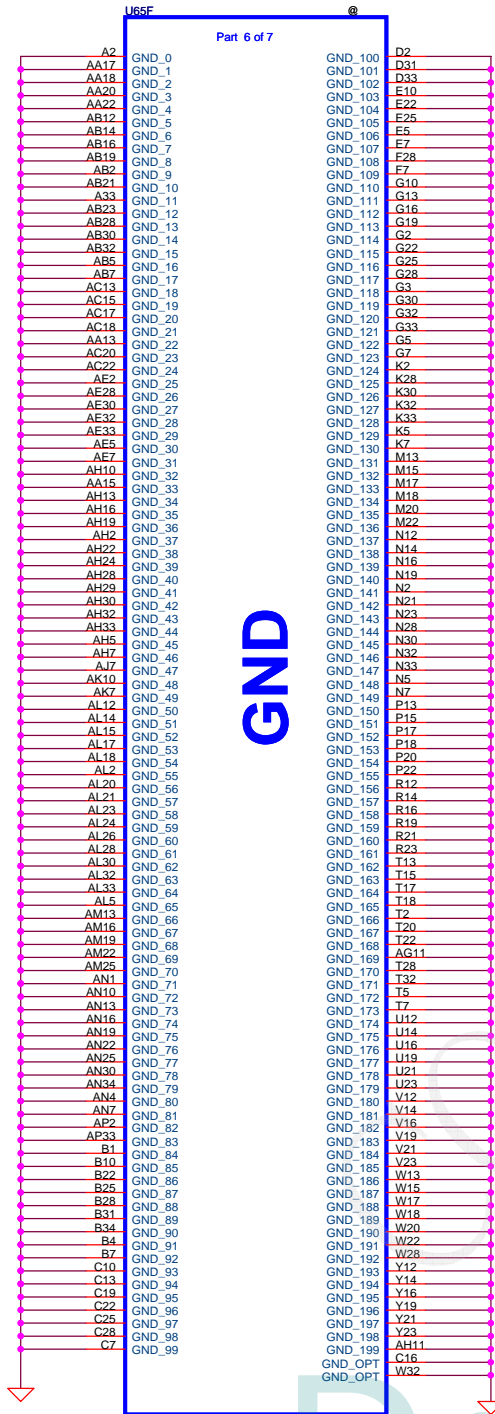 U65F @
Part 6 of 7
A2 GND_0 GND_100 D2
AA17 GND_1 GND_101 D31
AA18 GND_2 GND_102 D33
AA20 GND_3 GND_103 E10
AA22 GND_4 GND_104 E22
AB12 GND_5 GND_105 E25
AB14 GND_6 GND_106 E5
AB16 GND_7 GND_107 E7
AB19 GND_8 GND_108 F28
AB2 GND_9 GND_109 F7
AB21 GND_10 GND_110 G10
A33 GND_11 GND_111 G13
AB23 GND_12 GND_112 G16
AB28 GND_13 GND_113 G19
AB30 GND_14 GND_114 G2
AB32 GND_15 GND_115 G22
AB5 GND_16 GND_116 G25
AB7 GND_17 GND_117 G28
AC13 GND_18 GND_118 G3
AC15 GND_19 GND_119 G30
AC17 GND_20 GND_120 G32
AC18 GND_21 GND_121 G33
AA13 GND_22 GND_122 G5
AC20 GND_23 GND_123 G7
AC22 GND_24 GND_124 K2
AE2 GND_25 GND_125 K28
AE28 GND_26 GND_126 K30
AE30 GND_27 GND_127 K32
AE32 GND_28 GND_128 K33
AE33 GND_29 GND_129 K5
AE5 GND_30 GND_130 K7
AE7 GND_31 GND_131 M13
AH10 GND_32 GND_132 M15
AA15 GND_33 GND_133 M17
AH13 GND_34 GND_134 M18
AH16 GND_35 GND_135 M20
AH19 GND_36 GND_136 M22
AH2 GND_37 GND_137 N12
AH22 GND_38 GND_138 N14
AH24 GND_39 GND_139 N16
AH28 GND_40 GND_140 N19
AH29 GND_41 GND_141 N2
AH30 GND_42 GND_142 N21
AH32 GND_43 GND_143 N23
AH33 GND_44 GND_144 N28
AH5 GND_45 GND_145 N30
AH7 GND_46 GND_146 N32
AJ7 GND_47 GND_147 N33
AK10 GND_48 GND_148 N5
AK7 GND_49 GND_149 N7
AL12 GND_50 GND_150 P13
AL14 GND_51 GND_151 P15
AL15 GND_52 GND_152 P17
AL17 GND_53 GND_153 P18
AL18 GND_54 GND_154 P20
AL2 GND_55 GND_155 P22
AL20 GND_56 GND_156 R12
AL21 GND_57 GND_157 R14
AL23 GND_58 GND_158 R16
AL24 GND_59 GND_159 R19
AL26 GND_60 GND_160 R21
AL28 GND_61 GND_161 R23
AL30 GND_62 GND_162 T13
AL32 GND_63 GND_163 T15
AL33 GND_64 GND_164 T17
AL5 GND_65 GND_165 T18
AM13 GND_66 GND_166 T2
AM16 GND_67 GND_167 T20
AM19 GND_68 GND_168 T22
AM22 GND_69 GND_169 AG11
AM25 GND_70 GND_170 T28
AN1 GND_71 GND_171 T32
AN10 GND_72 GND_172 T5
AN13 GND_73 GND_173 T7
AN16 GND_74 GND_174 U12
AN19 GND_75 GND_175 U14
AN22 GND_76 GND_176 U16
AN25 GND_77 GND_177 U19
AN30 GND_78 GND_178 U21
AN34 GND_79 GND_179 U23
AN4 GND_80 GND_180 V12
AN7 GND_81 GND_181 V14
AP2 GND_82 GND_182 V16
AP33 GND_83 GND_183 V19
B1 GND_84 GND_184 V21
B10 GND_85 GND_185 V23
B22 GND_86 GND_186 W13
B25 GND_87 GND_187 W15
B28 GND_88 GND_188 W17
B31 GND_89 GND_189 W18
B34 GND_90 GND_190 W20
B4 GND_91 GND_191 W22
B7 GND_92 GND_192 W28
C10 GND_93 GND_193 Y12
C13 GND_94 GND_194 Y14
C19 GND_95 GND_195 Y16
C22 GND_96 GND_196 Y19
C25 GND_97 GND_197 Y21
C28 GND_98 GND_198 Y23
C7 GND_99 GND_199 AH11
GND_OPT C16
GND_OPT W32
GND